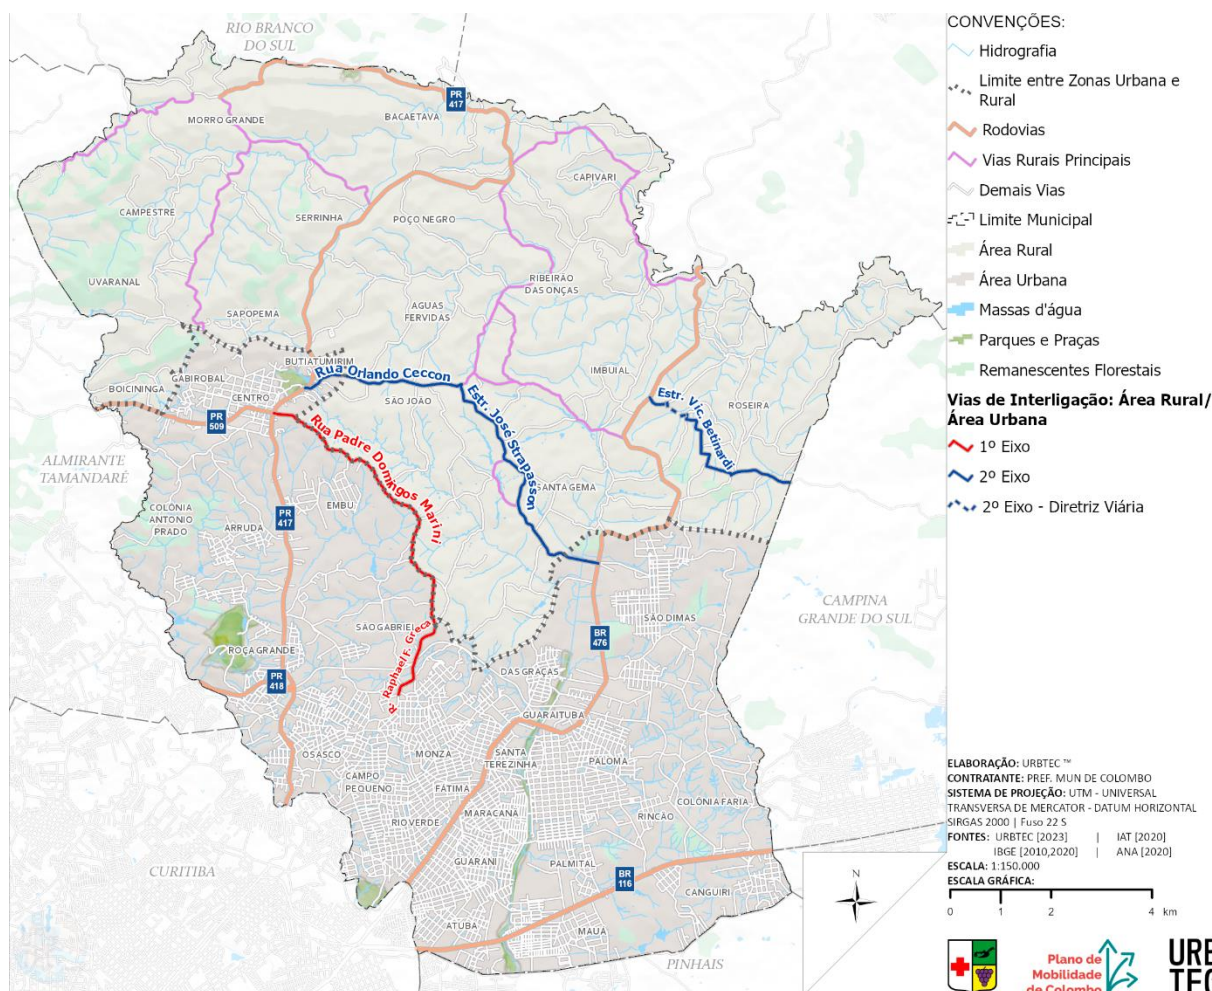 RIO BRANCO
DO SUL
PR
417
MORRO GRANDE
BACAETAVA
CAPIVARI
CAMPESTRE
SERRINHA
POÇO NEGRO
UVARANAL
RIBEIRÃO
DAS ONÇAS
SAPOPEMA
AGUAS
FERVIDAS
BUTIATUMIRIM
Rua Orlando Ceccon
GABIROBAL
BOICININGA
CENTRO
SÃO JOÃO
IMBUIAL
ROSEIRA
Estr. Vic. Betinardi
Estr. José Strapasson
PR
509
Rua Padre Domingos Marini
ALMIRANTE
TAMANDARÉ
SANTA GEMA
EMBU
COLÔNIA
ANTONIO
PRADO
ARRUDA
PR
417
CAMPINA
GRANDE DO SUL
SÃO GABRIEL
R. Raphael F. Greca
SÃO DIMAS
BR
476
ROÇA GRANDE
DAS GRAÇAS
PR
418
GUARAITUBA
OSASCO
MONZA
SANTA
TEREZINHA
PALOMA
CAMPO
PEQUENO
FÁTIMA
COLÔNIA FARIA
MARACANÃ
RIO VERDE
RINCÃO
CURITIBA
GUARANI
PALMITAL
BR
116
CANGUIRI
ATUBA
MAUÁ
PINHAIS
N
CONVENÇÕES:
Hidrografia
Limite entre Zonas Urbana e
Rural
Rodovias
Vias Rurais Principais
Demais Vias
Limite Municipal
Área Rural
Área Urbana
Massas d'água
Parques e Praças
Remanescentes Florestais
Vias de Interligação: Área Rural/
Área Urbana
1º Eixo
2º Eixo
2º Eixo - Diretriz Viária
ELABORAÇÃO: URBTEC ™
CONTRATANTE: PREF. MUN DE COLOMBO
SISTEMA DE PROJEÇÃO: UTM - UNIVERSAL
TRANSVERSA DE MERCATOR - DATUM HORIZONTAL
SIRGAS 2000 | Fuso 22 S
FONTES: URBTEC [2023] | IAT [2020]
IBGE [2010,2020] | ANA [2020]
ESCALA: 1:150.000
ESCALA GRÁFICA:
0 1 2 4 km
Plano de
Mobilidade
de Colombo